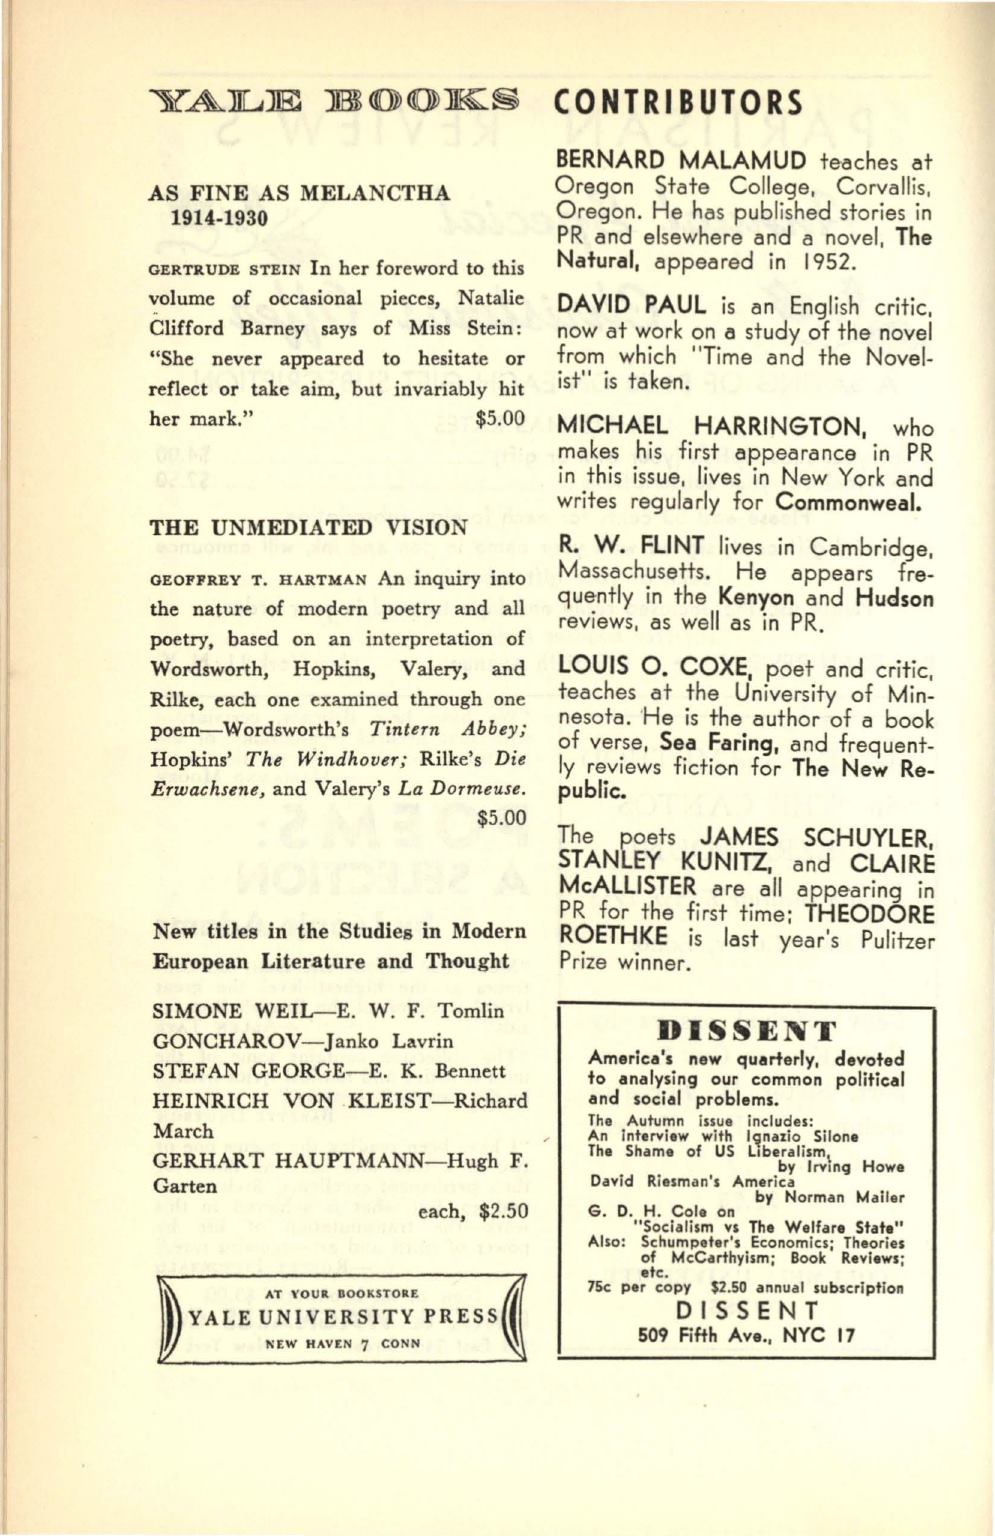 YALE BOOKS
AS FINE AS MELANCTHA
1914-1930
GERTRUDE STEIN In her foreword to this
volume of occasional pieces, Natalie
Clifford Barney says of Miss Stein:
“She never appeared to hesitate or
reflect or take aim, but invariably hit
her mark.” $5.00
THE UNMEDIATED VISION
GEOFFREY T. HARTMAN An inquiry into
the nature of modern poetry and all
poetry, based on an interpretation of
Wordsworth, Hopkins, Valery, and
Rilke, each one examined through one
poem—Wordsworth’s Tintern Abbey;
Hopkins’ The Windhover; Rilke’s Die
Erwachsene, and Valery’s La Dormeuse.
$5.00
New titles in the Studies in Modern
European Literature and Thought
SIMONE WEIL—E. W. F. Tomlin
GONCHAROV—Janko Lavrin
STEFAN GEORGE—E. K. Bennett
HEINRICH VON KLEIST—Richard
March
GERHART HAUPTMANN—Hugh F.
Garten
each, $2.50
AT YOUR BOOKSTORE
YALE UNIVERSITY PRESS
NEW HAVEN 7 CONN
CONTRIBUTORS
BERNARD MALAMUD teaches at
Oregon State College, Corvallis,
Oregon. He has published stories in
PR and elsewhere and a novel, The
Natural, appeared in 1952.
DAVID PAUL is an English critic,
now at work on a study of the novel
from which "Time and the Novel-
ist" is taken.
MICHAEL HARRINGTON, who
makes his first appearance in PR
in this issue, lives in New York and
writes regularly for Commonweal.
R. W. FLINT lives in Cambridge,
Massachusetts. He appears fre-
quently in the Kenyon and Hudson
reviews, as well as in PR.
LOUIS O. COXE, poet and critic,
teaches at the University of Min-
nesota. He is the author of a book
of verse, Sea Faring, and frequent-
ly reviews fiction for The New Re-
public.
The poets JAMES SCHUYLER,
STANLEY KUNITZ, and CLAIRE
McALLISTER are all appearing in
PR for the first time; THEODORE
ROETHKE is last year's Pulitzer
Prize winner.
DISSENT
America's new quarterly, devoted
to analysing our common political
and social problems.
The Autumn issue includes:
An interview with Ignazio Silone
The Shame of US Liberalism,
by Irving Howe
David Riesman's America
by Norman Mailer
G. D. H. Cole on
"Socialism vs The Welfare State"
Also: Schumpeter's Economics; Theories
of McCarthyism; Book Reviews;
etc.
75c per copy $2.50 annual subscription
DISSENT
509 Fifth Ave., NYC 17